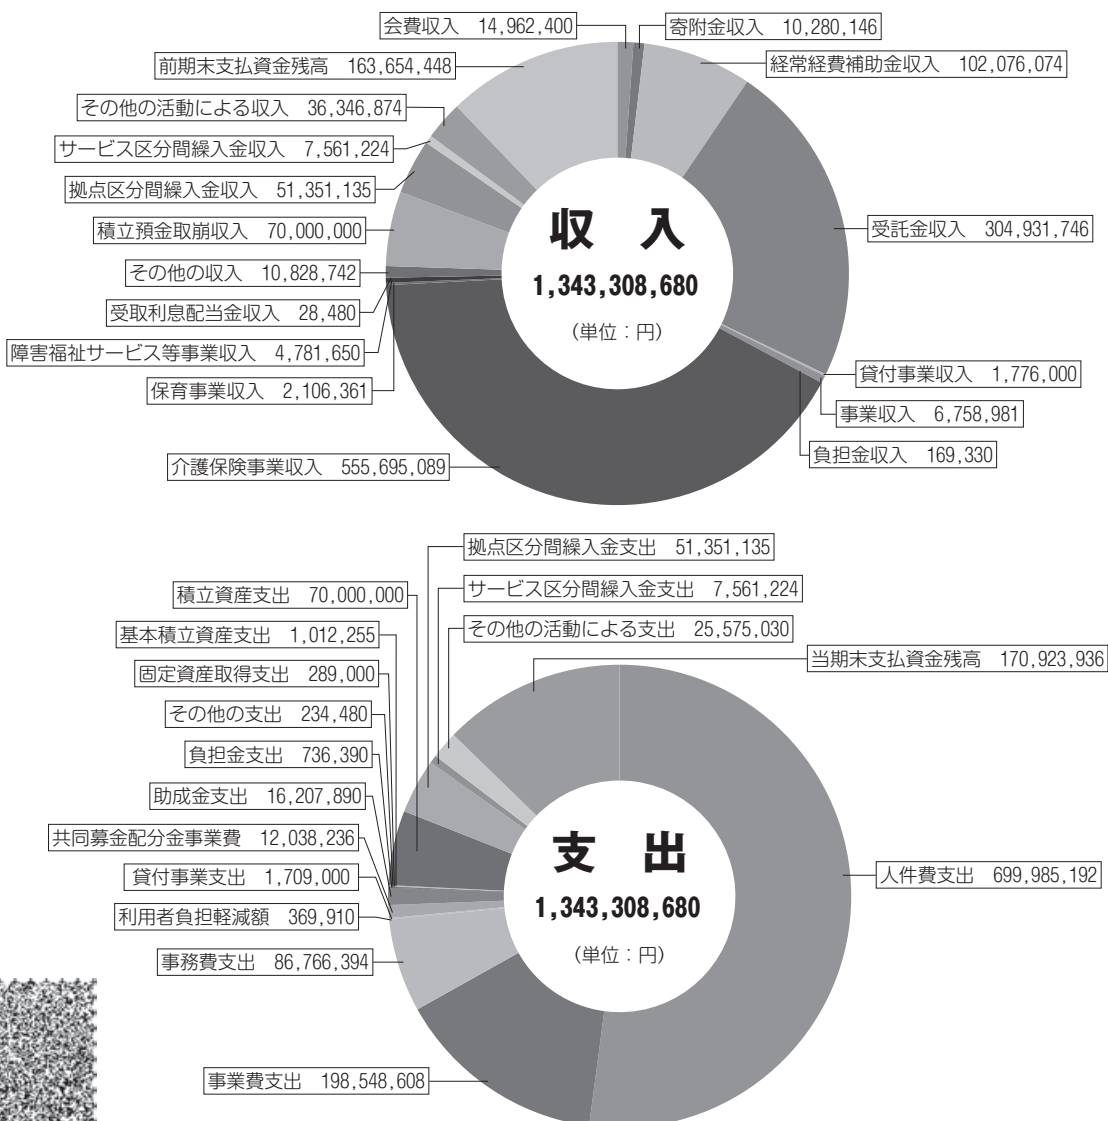 会費収入 14,962,400
寄附金収入 10,280,146
前期末支払資金残高 163,654,448
経常経費補助金収入 102,076,074
その他の活動による収入 36,346,874
サービス区分間繰入金収入 7,561,224
拠点区分間繰入金収入 51,351,135
積立預金取崩収入 70,000,000
受託金収入 304,931,746
その他の収入 10,828,742
受取利息配当金収入 28,480
障害福祉サービス等事業収入 4,781,650
保育事業収入 2,106,361
貸付事業収入 1,776,000
事業収入 6,758,981
負担金収入 169,330
介護保険事業収入 555,695,089
収 入
1,343,308,680
(単位:円)
拠点区分間繰入金支出 51,351,135
サービス区分間繰入金支出 7,561,224
積立資産支出 70,000,000
その他の活動による支出 25,575,030
基本積立資産支出 1,012,255
当期末支払資金残高 170,923,936
固定資産取得支出 289,000
その他の支出 234,480
負担金支出 736,390
助成金支出 16,207,890
共同募金配分金事業費 12,038,236
貸付事業支出 1,709,000
利用者負担軽減額 369,910
事務費支出 86,766,394
人件費支出 699,985,192
事業費支出 198,548,608
支 出
1,343,308,680
(単位:円)